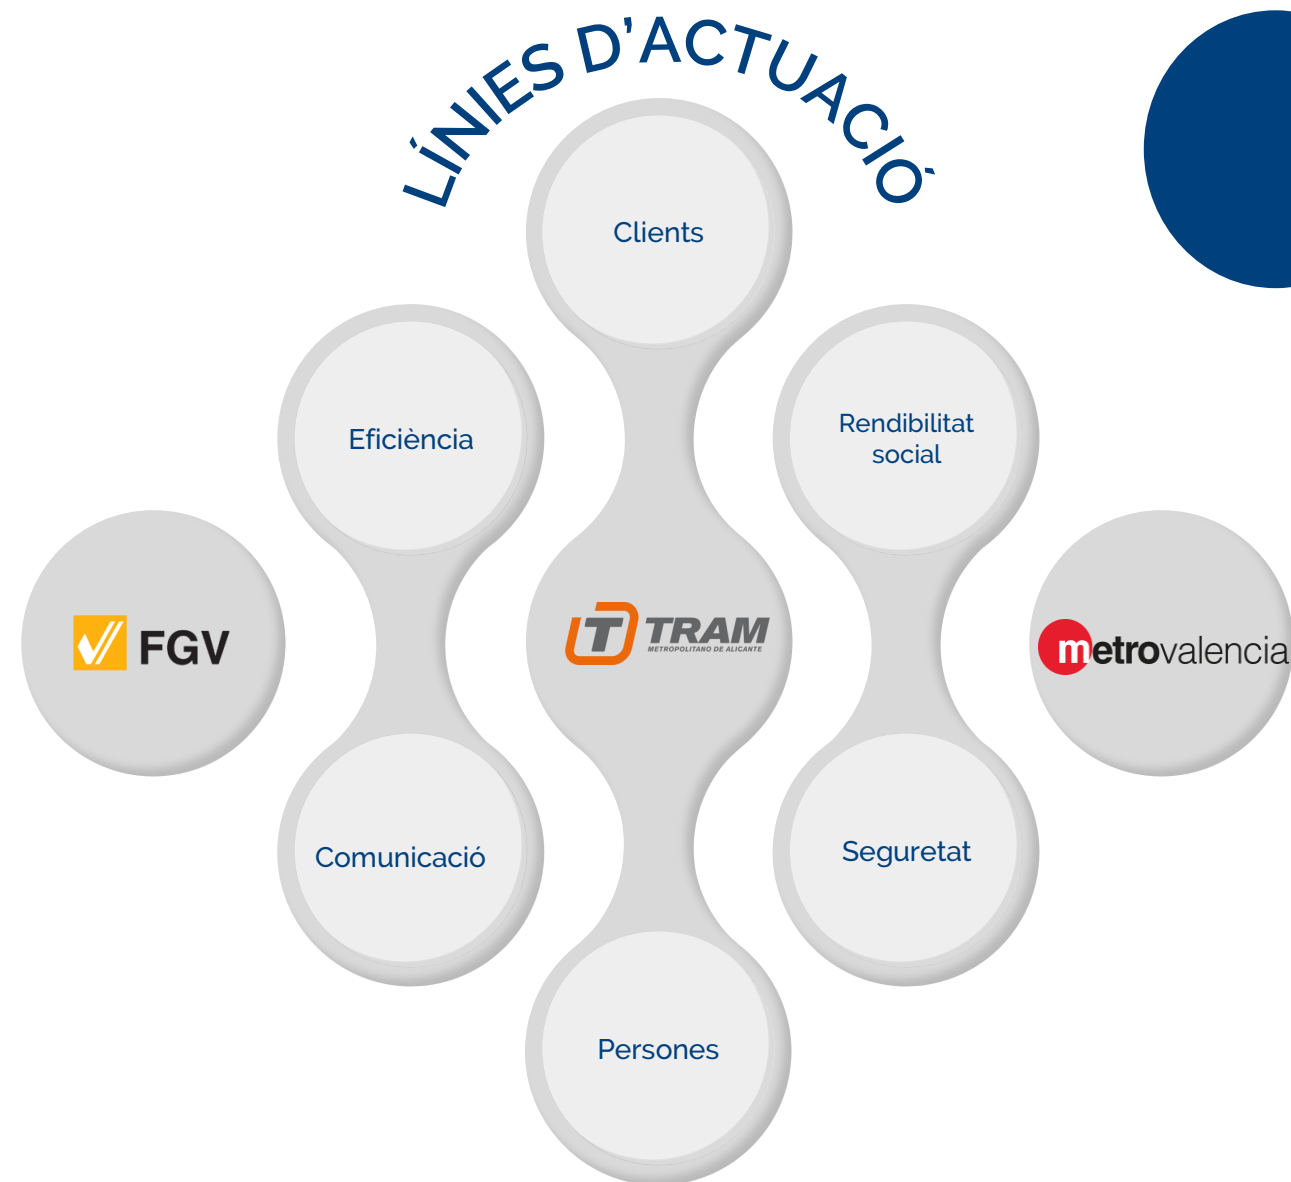 LÍNIES D'ACTUACIÓ
Clients
Eficiència
Rendibilitat
social
FGV
T TRAM
METROPOLITANO DE ALICANTE
metrovalencia
Comunicació
Seguretat
Persones